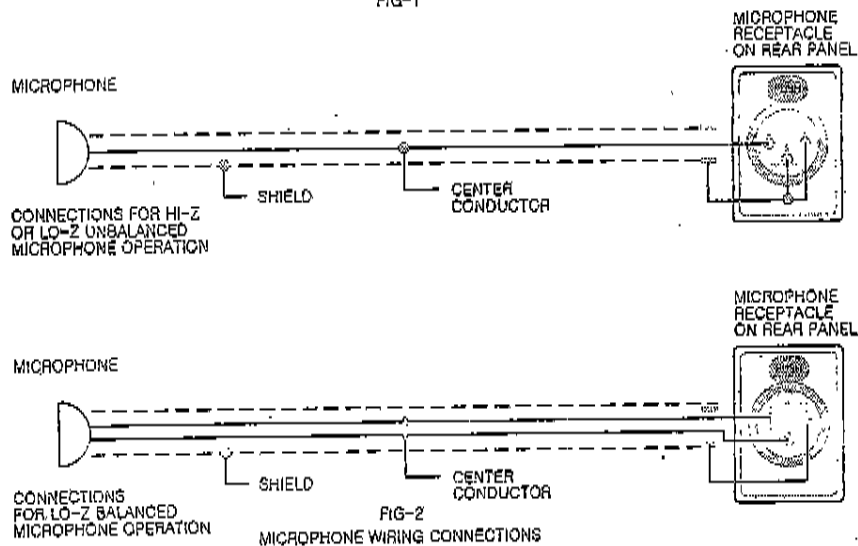 FIG-1
MICROPHONE
RECEPTACLE
ON REAR PANEL
MICROPHONE
SHIELD
CENTER
CONDUCTOR
CONNECTIONS FOR HI-Z
OR LO-Z UNBALANCED
MICROPHONE OPERATION
MICROPHONE
RECEPTACLE
ON REAR PANEL
MICROPHONE
SHIELD
CENTER
CONDUCTOR
CONNECTIONS
FOR LO-Z BALANCED
MICROPHONE OPERATION
FIG-2
MICROPHONE WIRING CONNECTIONS